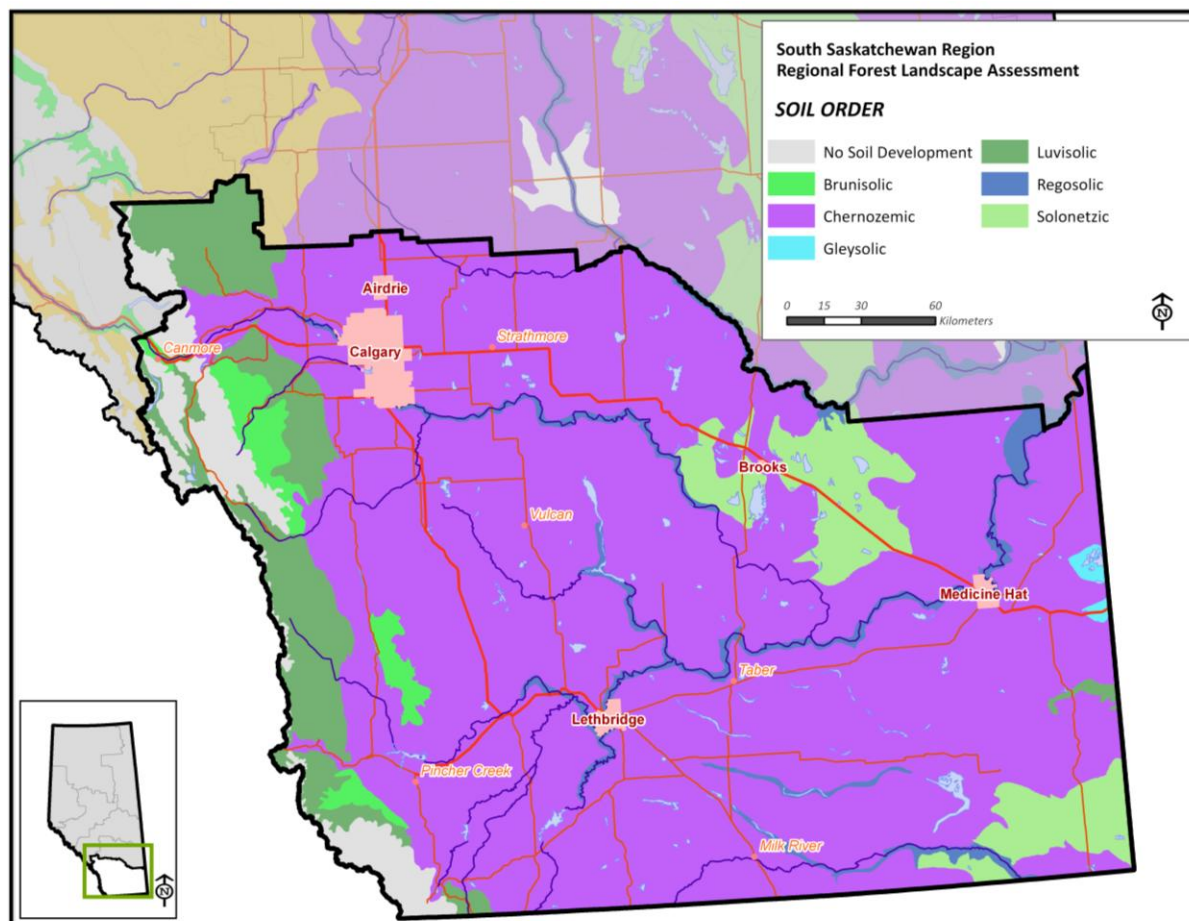 South Saskatchewan Region
Regional Forest Landscape Assessment
SOIL ORDER
No Soil Development
Luvisolic
Brunisolic
Regosolic
Chernozemic
Solonetzic
Gleysolic
0 15 30 60
Kilometers
N
Airdrie
Strathmore
Canmore
Calgary
Brooks
Vulcan
Medicine Hat
Taber
Lethbridge
Pincher Creek
Milk River
N